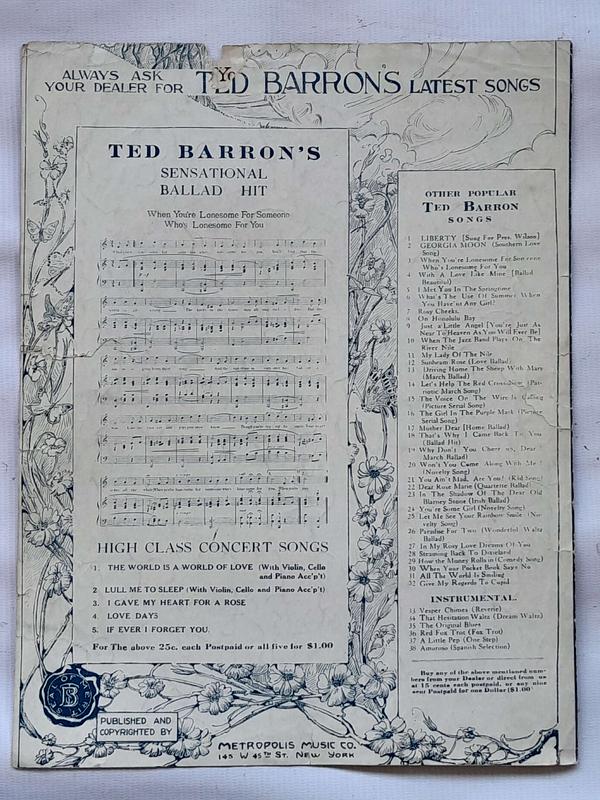 ALWAYS ASK
YOUR DEALER FOR TED BARRON'S LATEST SONGS
TED BARRON'S
SENSATIONAL
BALLAD HIT
When You're Lonesome For Someone
Who's Lonesome For You
HIGH CLASS CONCERT SONGS
1. THE WORLD IS A WORLD OF LOVE (With Violin, Cello
and Piano Acc'p't)
2. LULL ME TO SLEEP (With Violin, Cello and Piano Acc'p't)
3. I GAVE MY HEART FOR A ROSE
4. LOVE DAYS
5. IF EVER I FORGET YOU.
For The above 25c. each Postpaid or all five for $1.00
OTHER POPULAR
TED BARRON
SONGS
1 LIBERTY [Song For Pres. Wilson]
2 GEORGIA MOON (Southern Love
Song)
3 When You're Lonesome For Someone
Who's Lonesome For You
4 With A Love Like Mine [Ballad
Beautiful)
5 I Met You In The Springtime
6 What's The Use Of Summer When
You Have'nt Any Girl?
7 Rosy Cheeks.
8 On Honolulu Bay
9 Just a Little Angel [You're Just As
Near To Heaven As You Will Ever Be]
10 When The Jazz Band Plays On The
River Nile
11 My Lady Of The Nile
12 Sunbeam Rose (Love Ballad)
13 Driving Home The Sheep With Mary
(March Ballad)
14 Let's Help The Red Cross Now (Pat-
riotic March Song)
15 The Voice On The Wire Is Calling
(Picture Serial Song)
16 The Girl In The Purple Mask (Picture
Serial Song)
17 Mother Dear [Home Ballad]
18 That's Why I Came Back To You
(Ballad Hit)
19 Why Don't You Cheer us, Dear
March Ballad)
20 Won't You Come Along With Me?
(Novelty Song)
21 You Ain't Mad, Are You? (Kid Song)
22 Dear Rose Marie (Quartette Ballad)
23 In The Shadow Of The Dear Old
Blarney Stone (Irish Ballad)
24 You're Some Girl (Novelty Song)
25 Let Me See Your Rainbow Smile (No-
velty Song)
26 Paradise For Two (Wonderful Waltz
Ballad)
27 In My Rosy Love Dreams Of You
28 Steaming Back To Dixieland
29 How the Money Rolls in (Comedy Song)
30 When Your Pocket Book Says No
31 All The World Is Smiling
32 Give My Regards To Cupid
INSTRUMENTAL.
33 Vesper Chimes (Reverie)
34 That Hesitation Waltz (Dream Waltz)
35 The Original Blues
36 Red Fox Trot (Fox Trot)
37 A Little Pep (One Step)
38 Amoroso (Spanish Selection)
Buy any of the above mentioned num-
bers from your Dealer or direct from us
at 15 cents each postpaid, or any nine
sent Postpaid for one Dollar [$1.00]
PUBLISHED AND
COPYRIGHTED BY
METROPOLIS MUSIC CO.
145 W 45TH ST. NEW YORK